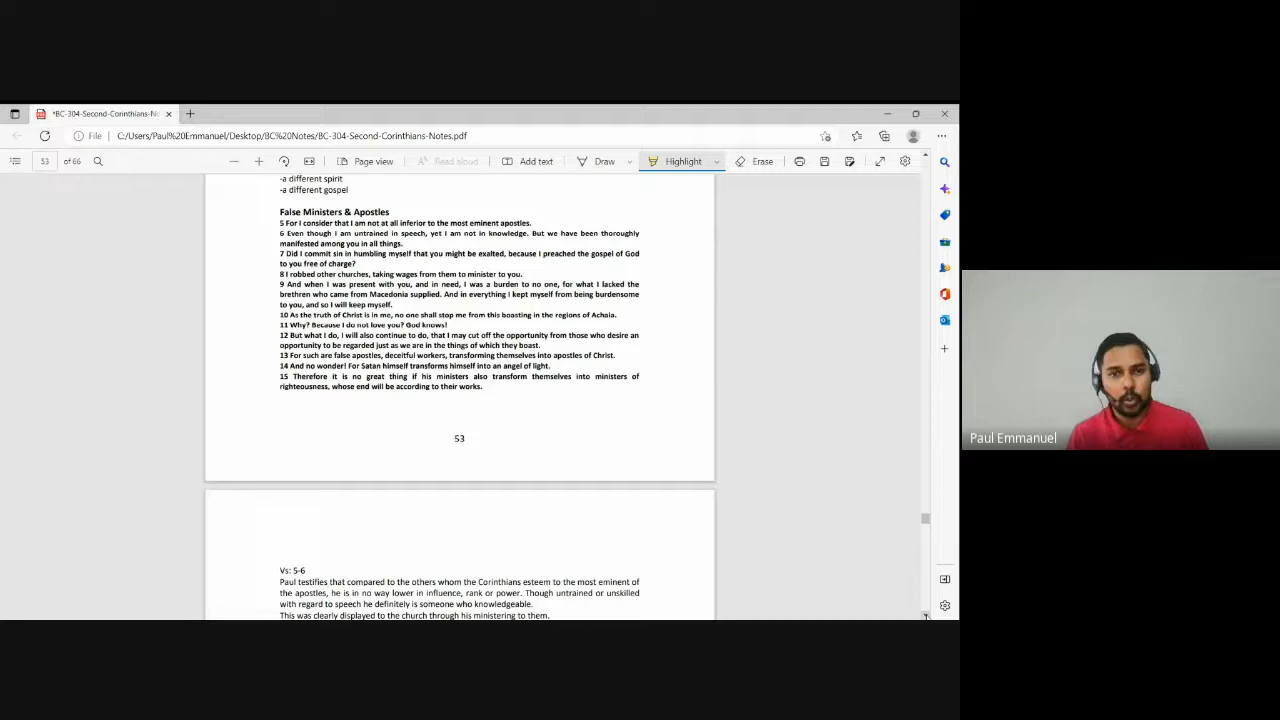 *BC-304-Second-Corinthians-No
File
C:/Users/Paul%20Emmanuel/Desktop/BC%20Notes/BC-304-Second-Corinthians-Notes.pdf
53 of 66
Page view
Read aloud
Add text
Draw
Highlight
Erase
-a different spirit
-a different gospel
False Ministers & Apostles
5 For I consider that I am not at all inferior to the most eminent apostles.
6 Even though I am untrained in speech, yet I am not in knowledge. But we have been thoroughly
manifested among you in all things.
7 Did I commit sin in humbling myself that you might be exalted, because I preached the gospel of God
to you free of charge?
8 I robbed other churches, taking wages from them to minister to you.
9 And when I was present with you, and in need, I was a burden to no one, for what I lacked the
brethren who came from Macedonia supplied. And in everything I kept myself from being burdensome
to you, and so I will keep myself.
10 As the truth of Christ is in me, no one shall stop me from this boasting in the regions of Achaia.
11 Why? Because I do not love you? God knows!
12 But what I do, I will also continue to do, that I may cut off the opportunity from those who desire an
opportunity to be regarded just as we are in the things of which they boast.
13 For such are false apostles, deceitful workers, transforming themselves into apostles of Christ.
14 And no wonder! For Satan himself transforms himself into an angel of light.
15 Therefore it is no great thing if his ministers also transform themselves into ministers of
righteousness, whose end will be according to their works.
53
Vs: 5-6
Paul testifies that compared to the others whom the Corinthians esteem to the most eminent of
the apostles, he is in no way lower in influence, rank or power. Though untrained or unskilled
with regard to speech he definitely is someone who knowledgeable.
This was clearly displayed to the church through his ministering to them.
Paul Emmanuel